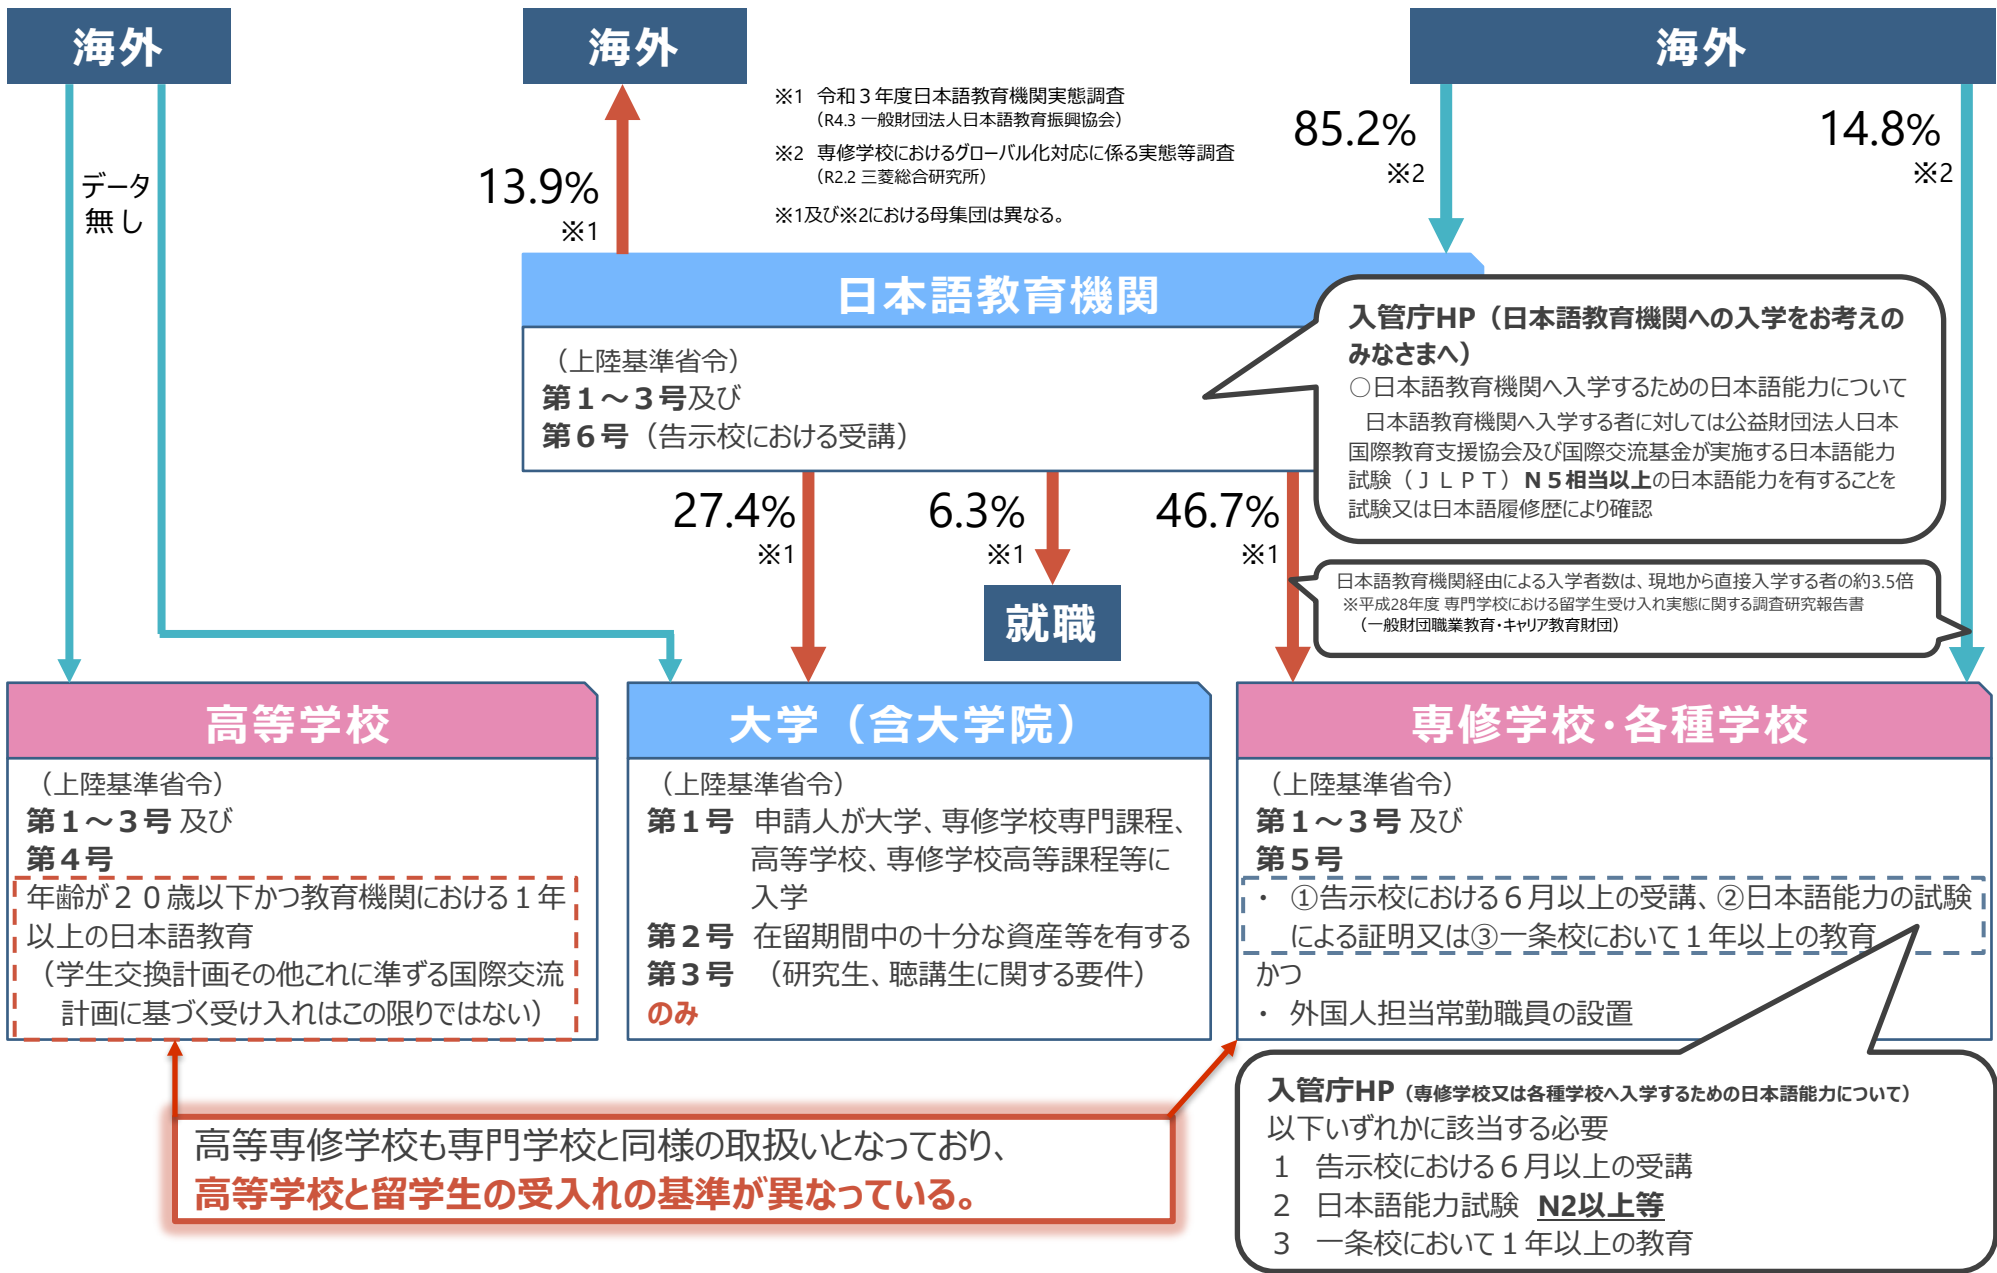 海外
海外
海外
データ
無し
13.9%
※1
※1 令和３年度日本語教育機関実態調査
（R4.3 一般財団法人日本語教育振興協会）
※2 専修学校におけるグローバル化対応に係る実態等調査
（R2.2 三菱総合研究所）
※1及び※2における母集団は異なる。
85.2%
※2
14.8%
※2
日本語教育機関
（上陸基準省令）
第１～３号及び
第６号（告示校における受講）
入管庁HP（日本語教育機関への入学をお考えの
みなさまへ）
○日本語教育機関へ入学するための日本語能力について
日本語教育機関へ入学する者に対しては公益財団法人日本
国際教育支援協会及び国際交流基金が実施する日本語能力
試験（ＪＬＰＴ）Ｎ５相当以上の日本語能力を有することを
試験又は日本語履修歴により確認
27.4%
※1
6.3%
※1
46.7%
※1
就職
日本語教育機関経由による入学者数は、現地から直接入学する者の約3.5倍
※平成28年度 専門学校における留学生受け入れ実態に関する調査研究報告書
（一般財団職業教育・キャリア教育財団）
高等学校
（上陸基準省令）
第１～３号 及び
第４号
年齢が２０歳以下かつ教育機関における１年
以上の日本語教育
（学生交換計画その他これに準ずる国際交流
計画に基づく受け入れはこの限りではない）
大学（含大学院）
（上陸基準省令）
第１号 申請人が大学、専修学校専門課程、
高等学校、専修学校高等課程等に
入学
第２号 在留期間中の十分な資産等を有する
第３号 （研究生、聴講生に関する要件）
のみ
専修学校・各種学校
（上陸基準省令）
第１～３号 及び
第５号
・ ①告示校における６月以上の受講、②日本語能力の試験
による証明又は③一条校において１年以上の教育
かつ
・ 外国人担当常勤職員の設置
高等専修学校も専門学校と同様の取扱いとなっており、
高等学校と留学生の受入れの基準が異なっている。
入管庁HP（専修学校又は各種学校へ入学するための日本語能力について）
以下いずれかに該当する必要
１ 告示校における６月以上の受講
２ 日本語能力試験 N2以上等
３ 一条校において１年以上の教育